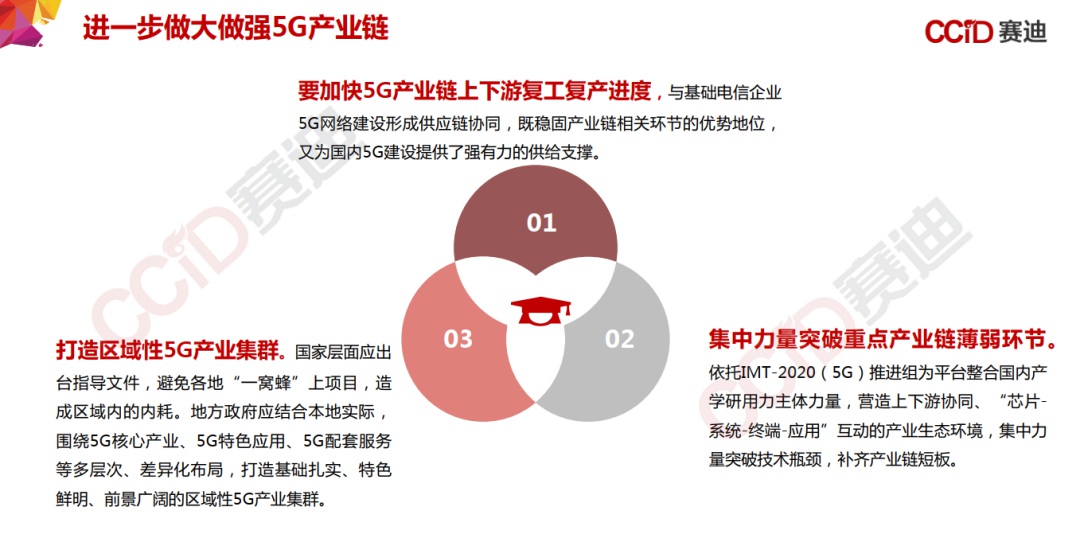 进一步做大做强5G产业链
CCID 赛迪
要加快5G产业链上下游复工复产进度，与基础电信企业
5G网络建设形成供应链协同，既稳固产业链相关环节的优势地位，
又为国内5G建设提供了强有力的供给支撑。
01
03
02
打造区域性5G产业集群。国家层面应出
台指导文件，避免各地“一窝蜂”上项目，造
成区域内的内耗。地方政府应结合本地实际，
围绕5G核心产业、5G特色应用、5G配套服务
等多层次、差异化布局，打造基础扎实、特色
鲜明、前景广阔的区域性5G产业集群。
集中力量突破重点产业链薄弱环节。
依托IMT-2020（5G）推进组为平台整合国内产
学研用力主体力量，营造上下游协同、“芯片-
系统-终端-应用”互动的产业生态环境，集中力
量突破技术瓶颈，补齐产业链短板。
CCID赛迪
CCID赛迪